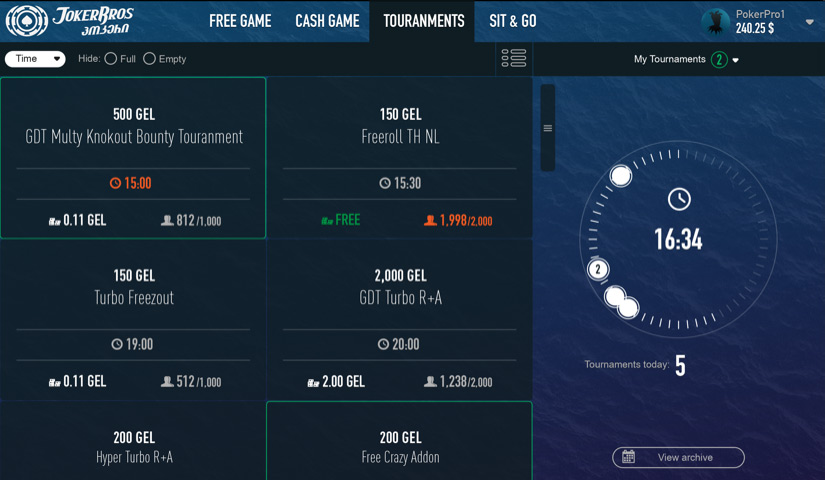 JOKERBROS
ᲞᲝᲙᲔᲠᲘ
FREE GAME
CASH GAME
TOURANMENTS
SIT & GO
PokerPro1
240.25 $
Time
Hide:
Full
Empty
My Tournaments 2
500 GEL
GDT Multy Knokout Bounty Touranment
15:00
0.11 GEL
812/1,000
150 GEL
Freeroll TH NL
15:30
FREE
1,998/2,000
150 GEL
Turbo Freezout
19:00
0.11 GEL
512/1,000
2,000 GEL
GDT Turbo R+A
20:00
2.00 GEL
1,238/2,000
200 GEL
Hyper Turbo R+A
200 GEL
Free Crazy Addon
16:34
2
Tournaments today: 5
View archive